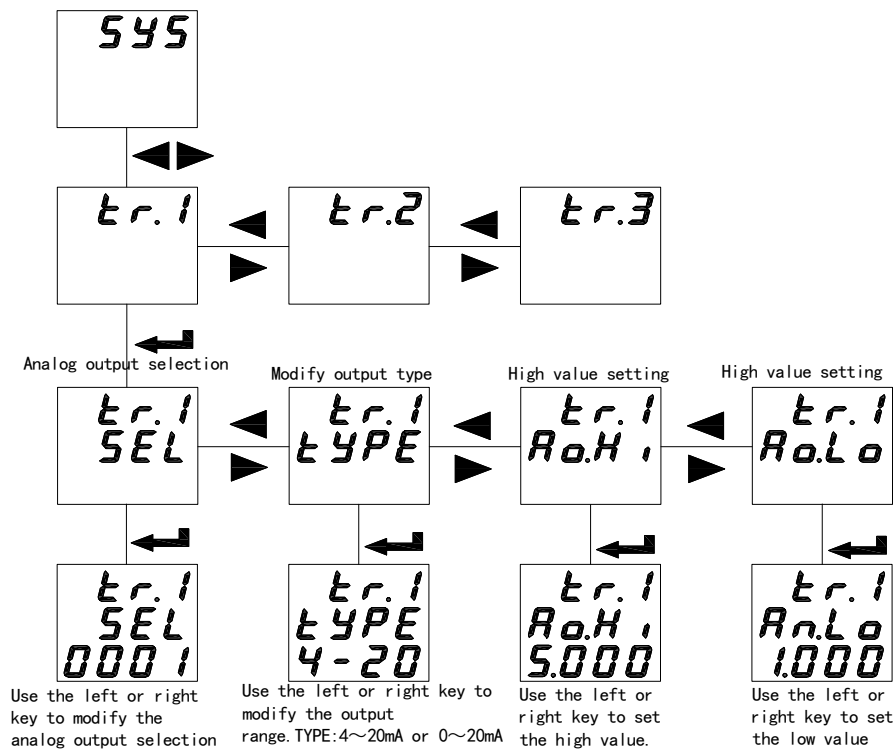 SYS
tr.1 tr.2 tr.3
Analog output selection
Modify output type
High value setting
High value setting
tr.1
SEL
tr.1
tYPE
tr.1
Ao.Hi
tr.1
Ao.Lo
tr.1
SEL
0001
tr.1
tYPE
4-20
tr.1
Ao.Hi
5.000
tr.1
An.Lo
1.000
Use the left or right
key to modify the
analog output selection
Use the left or right key to
modify the output
range.TYPE:4～20mA or 0～20mA
Use the left or
right key to set
the high value.
Use the left or
right key to set
the low value